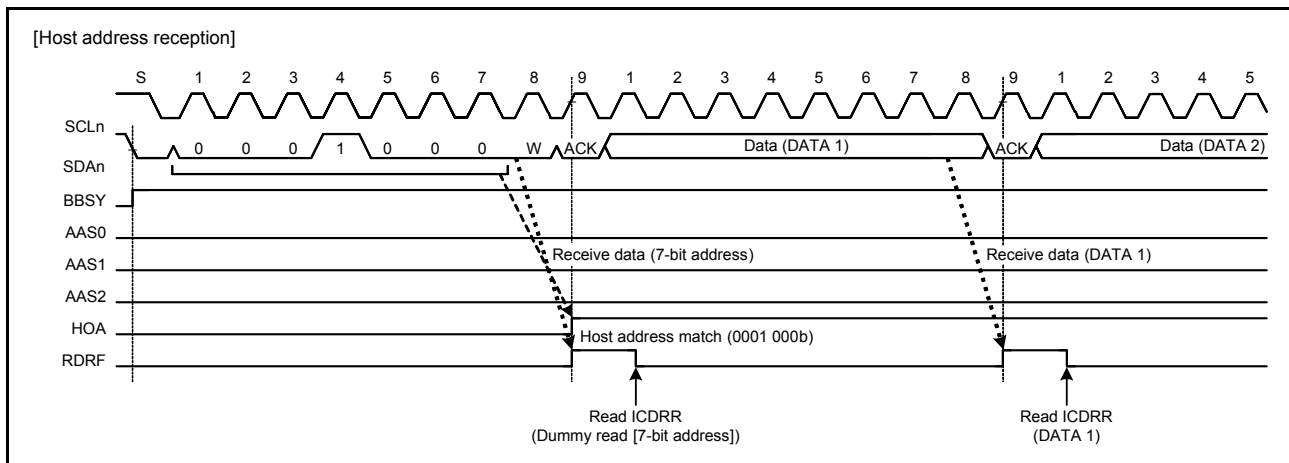 [Host address reception]
S 1 2 3 4 5 6 7 8 9 1 2 3 4 5 6 7 8 9 1 2 3 4 5
SCLn
0 0 0 1 0 0 0 W ACK Data (DATA 1) ACK Data (DATA 2)
SDAn
BBSY
AAS0
Receive data (7-bit address) Receive data (DATA 1)
AAS1
AAS2
HOA
Host address match (0001 000b)
RDRF
Read ICDRR Read ICDRR
(Dummy read [7-bit address]) (DATA 1)